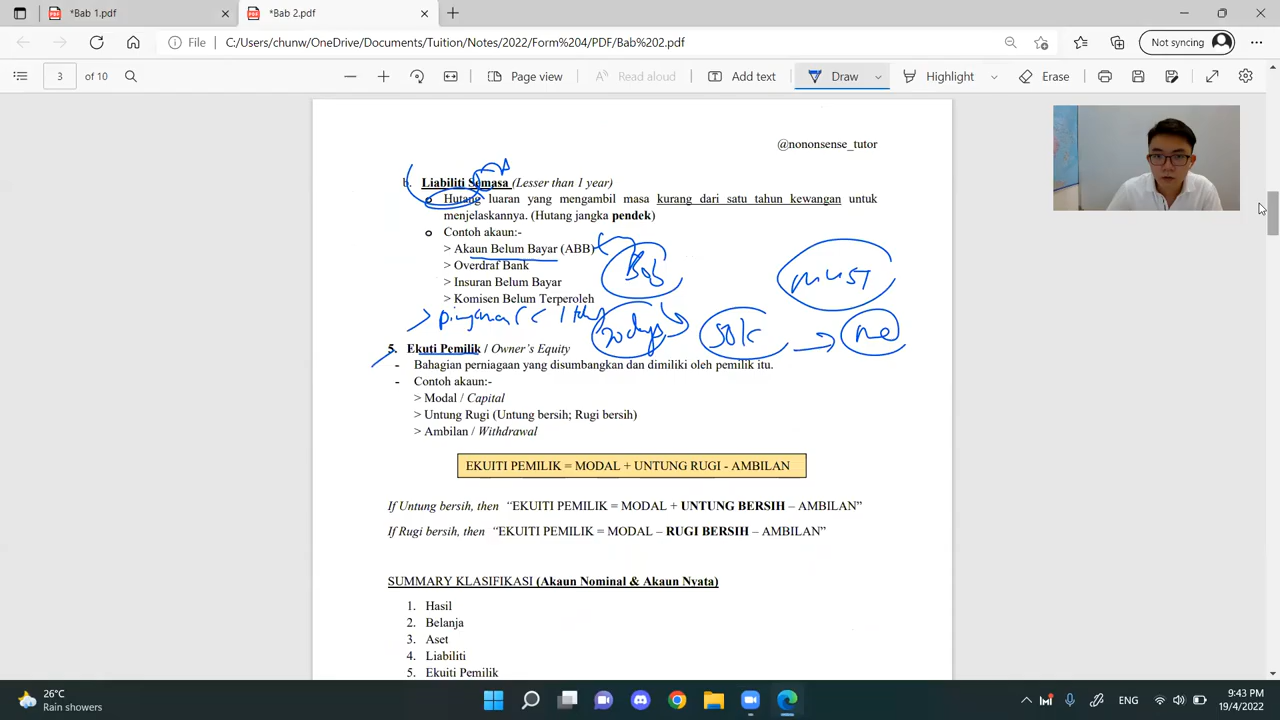 *Bab 1.pdf
*Bab 2.pdf
File C:/Users/chunw/OneDrive/Documents/Tuition/Notes/2022/Form%204/PDF/Bab%202.pdf
Not syncing
3 of 10
Page view
Read aloud
Add text
Draw
Highlight
Erase
@nononsense_tutor
b. Liabiliti Semasa (Lesser than 1 year)
Hutang luaran yang mengambil masa kurang dari satu tahun kewangan untuk
menjelaskannya. (Hutang jangka pendek)
Contoh akaun:-
> Akaun Belum Bayar (ABB)
Bob
> Overdraf Bank
> Insuran Belum Bayar
must
> Komisen Belum Terperoleh
> pinjaman (< 1
30 days
50k
me
5. Ekuti Pemilik / Owner's Equity
- Bahagian perniagaan yang disumbangkan dan dimiliki oleh pemilik itu.
- Contoh akaun:-
> Modal / Capital
> Untung Rugi (Untung bersih; Rugi bersih)
> Ambilan / Withdrawal
EKUITI PEMILIK = MODAL + UNTUNG RUGI - AMBILAN
If Untung bersih, then “EKUITI PEMILIK = MODAL + UNTUNG BERSIH – AMBILAN”
If Rugi bersih, then “EKUITI PEMILIK = MODAL – RUGI BERSIH – AMBILAN”
SUMMARY KLASIFIKASI (Akaun Nominal & Akaun Nyata)
1. Hasil
2. Belanja
3. Aset
4. Liabiliti
5. Ekuiti Pemilik
26°C
Rain showers
ENG
9:43 PM
19/4/2022